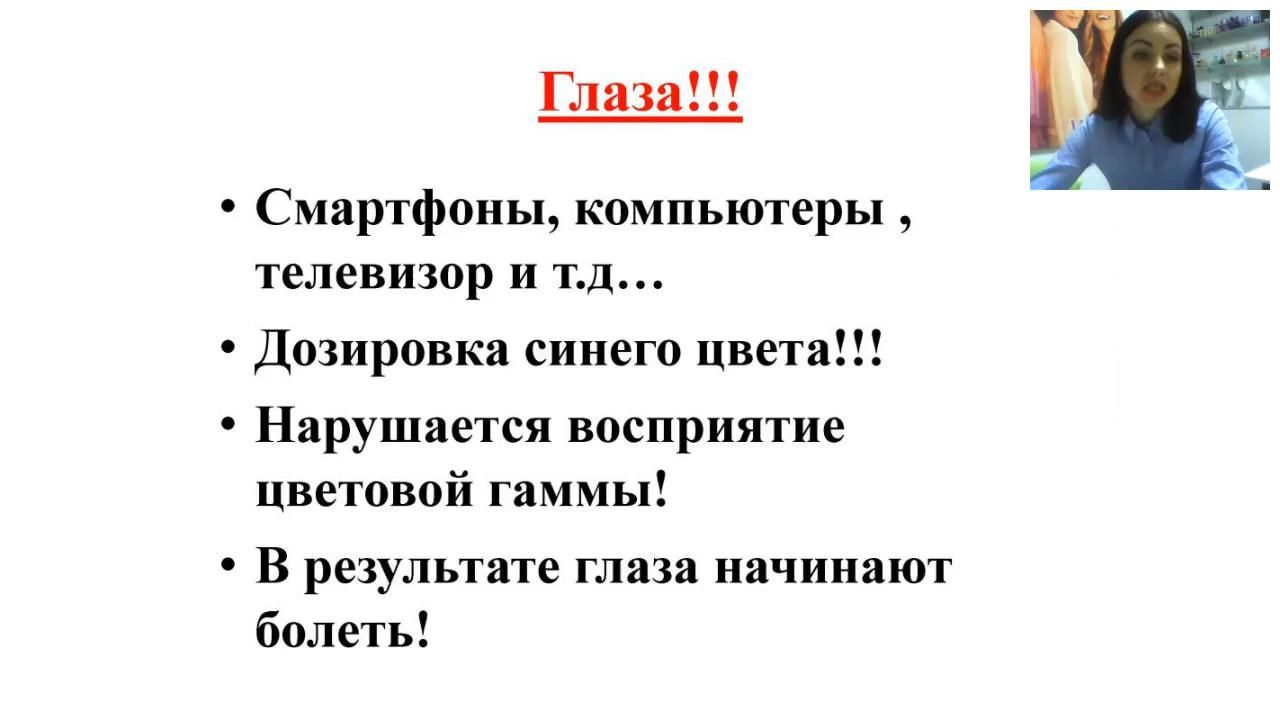 Глаза!!!
• Смартфоны, компьютеры ,
телевизор и т.д…
• Дозировка синего цвета!!!
• Нарушается восприятие
цветовой гаммы!
• В результате глаза начинают
болеть!